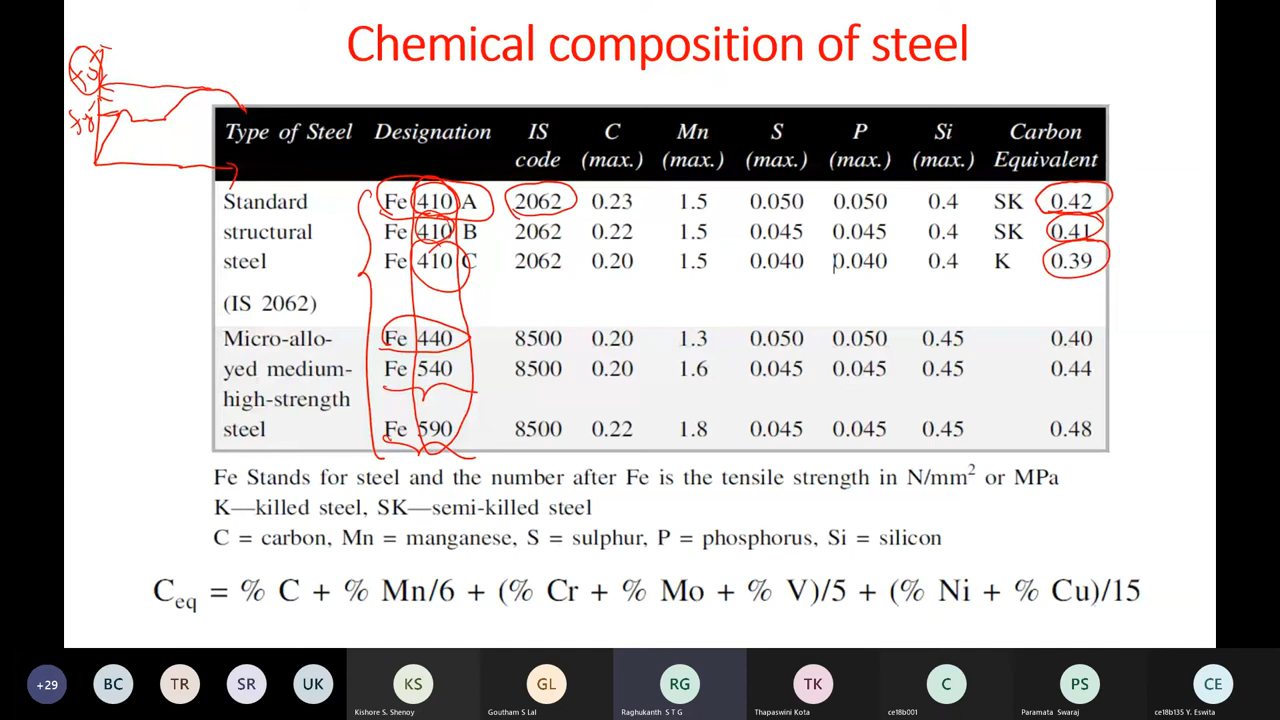 Chemical composition of steel
fu
fy
Type of Steel Designation IS code C (max.) Mn (max.) S (max.) P (max.) Si (max.) Carbon Equivalent
Standard Fe 410 A 2062 0.23 1.5 0.050 0.050 0.4 SK 0.42
structural Fe 410 B 2062 0.22 1.5 0.045 0.045 0.4 SK 0.41
steel Fe 410 C 2062 0.20 1.5 0.040 0.040 0.4 K 0.39
(IS 2062)
Micro-allo- Fe 440 8500 0.20 1.3 0.050 0.050 0.45 0.40
yed medium- Fe 540 8500 0.20 1.6 0.045 0.045 0.45 0.44
high-strength
steel Fe 590 8500 0.22 1.8 0.045 0.045 0.45 0.48
Fe Stands for steel and the number after Fe is the tensile strength in N/mm² or MPa
K—killed steel, SK—semi-killed steel
C = carbon, Mn = manganese, S = sulphur, P = phosphorus, Si = silicon
Ceq = % C + % Mn/6 + (% Cr + % Mo + % V)/5 + (% Ni + % Cu)/15
+29 BC TR SR UK KS GL RG TK C PS CE
Kishore S. Shenoy Goutham S Lal Raghukanth S T G Thapaswini Kota ce18b001 Paramata Swaraj ce18b135 Y. Eswita